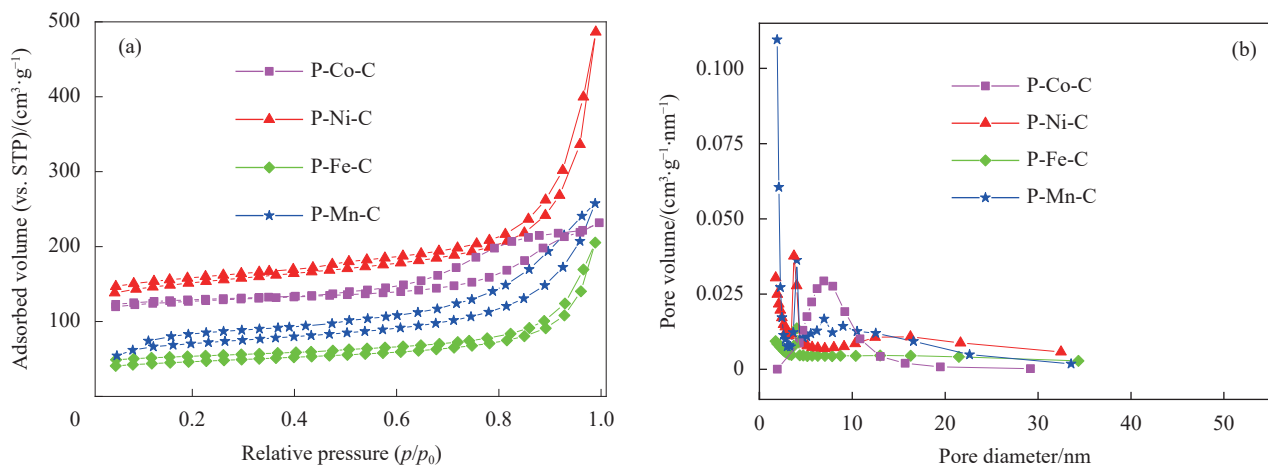 (a)
P-Co-C
P-Ni-C
P-Fe-C
P-Mn-C
Adsorbed volume (vs. STP)/(cm³·g⁻¹)
500
400
300
200
100
0
0.2
0.4
0.6
0.8
1.0
Relative pressure (p/p₀)
(b)
P-Co-C
P-Ni-C
P-Fe-C
P-Mn-C
Pore volume/(cm³·g⁻¹·nm⁻¹)
0.100
0.075
0.050
0.025
0
0
10
20
30
40
50
Pore diameter/nm